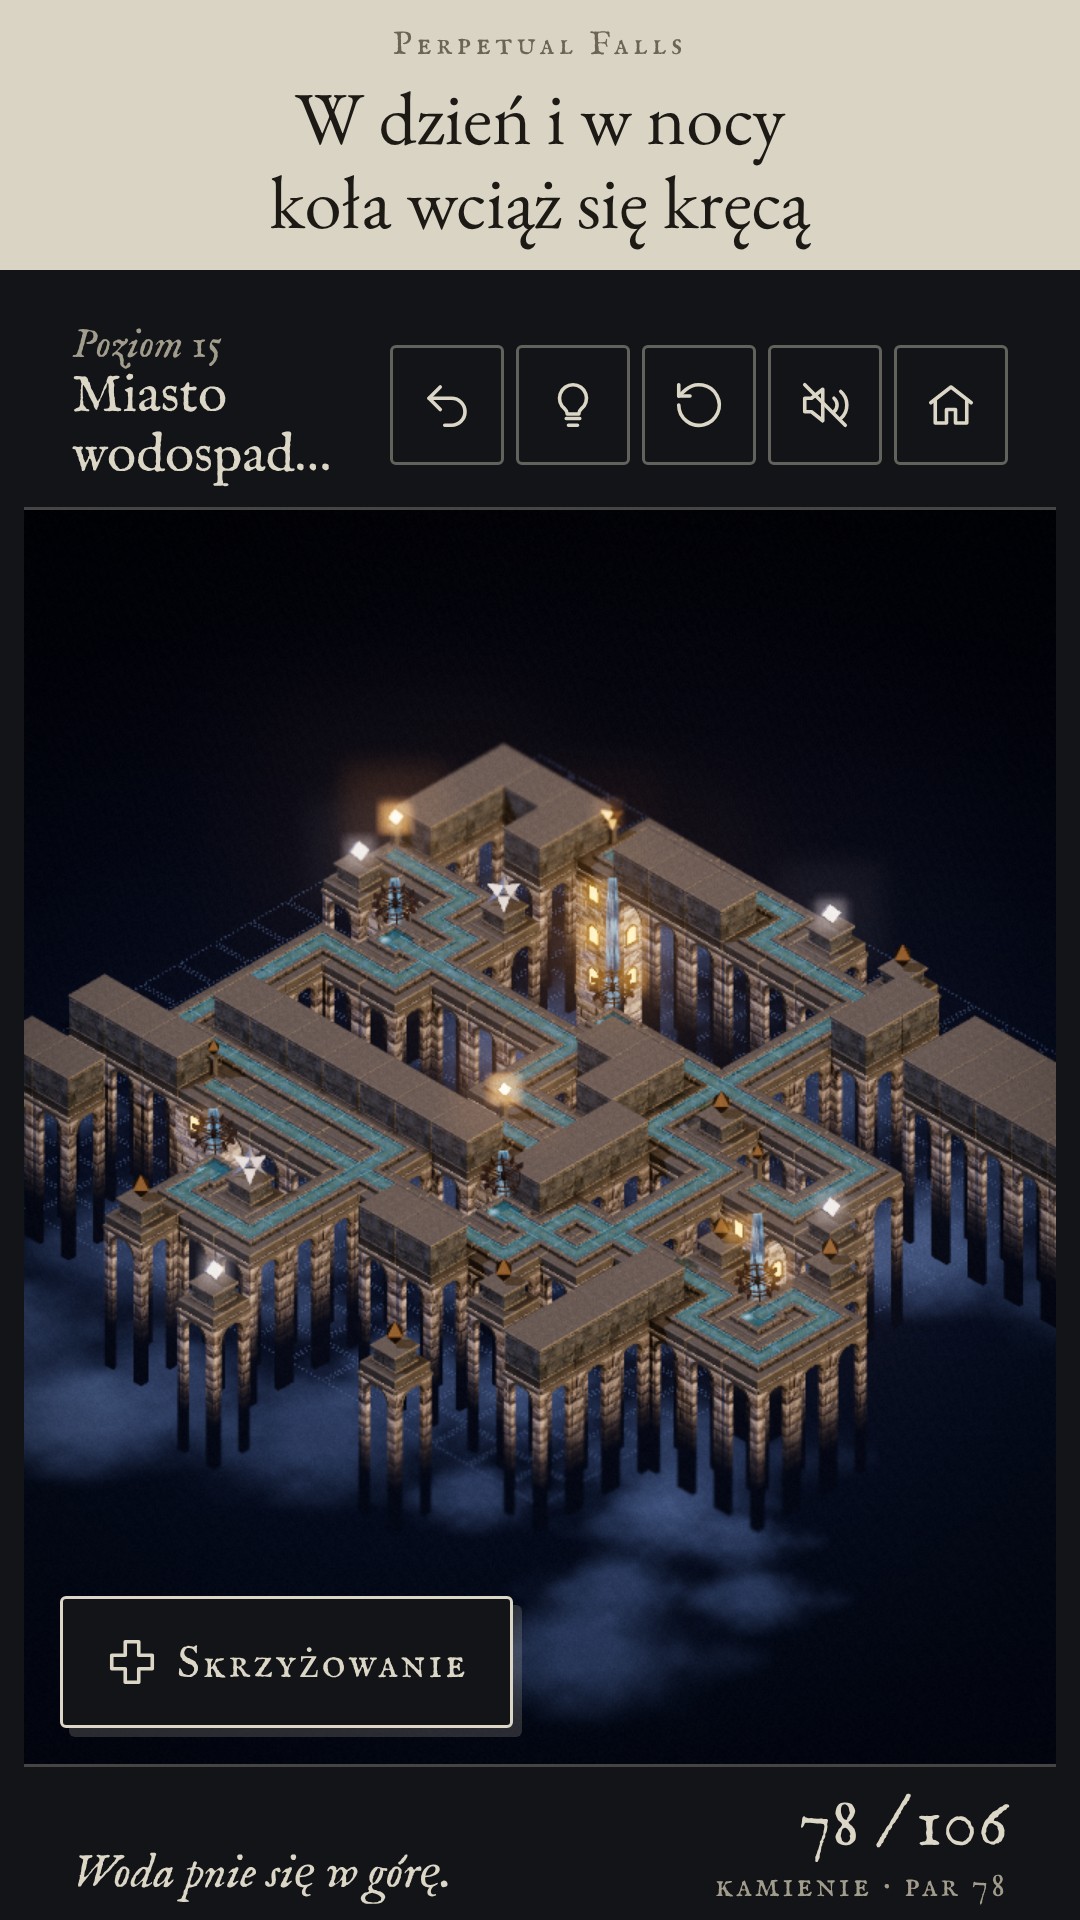 Perpetual Falls
W dzień i w nocy
koła wciąż się kręcą
Poziom 15
Miasto
wodospad...
Skrzyżowanie
78 / 106
Woda pnie się w górę.
kamienie · par 78